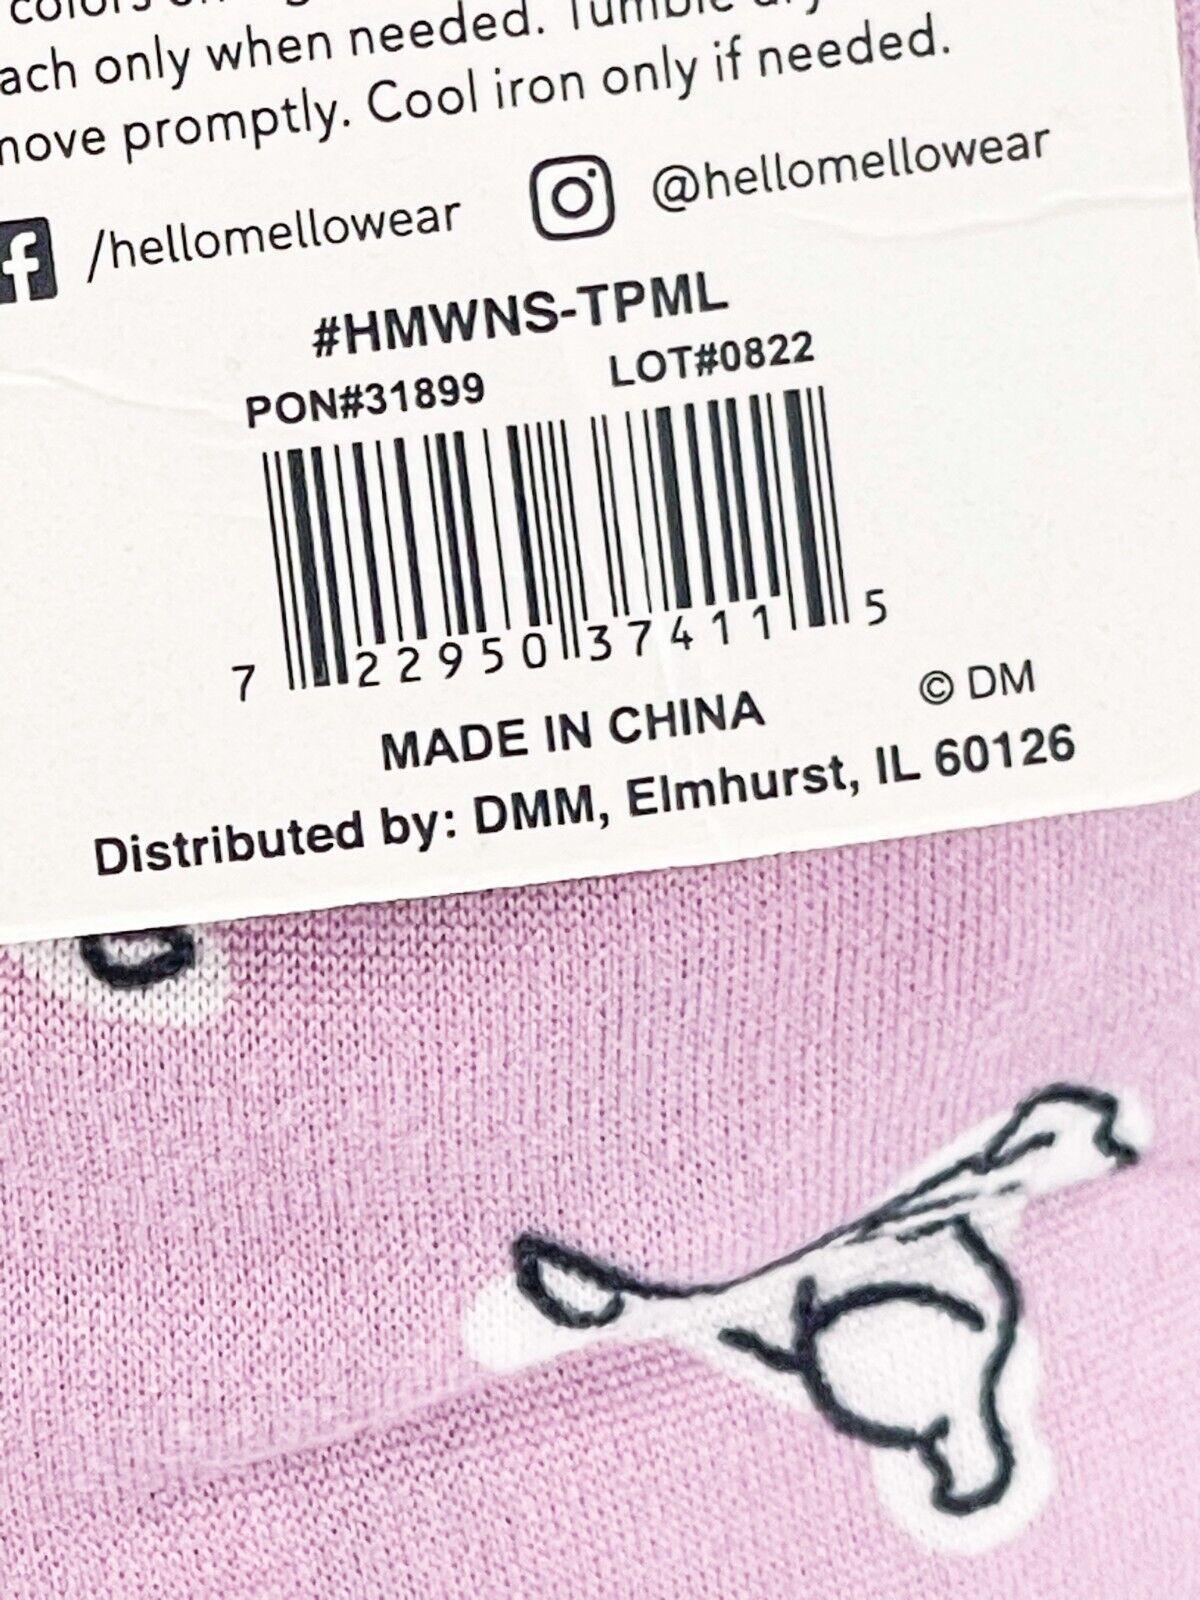 colors
ach only when needed. Tumble dry
move promptly. Cool iron only if needed.
/hellomellowear @hellomellowear
#HMWNS-TPML
PON#31899 LOT#0822
7 22950 37411 5
MADE IN CHINA © DM
Distributed by: DMM, Elmhurst, IL 60126